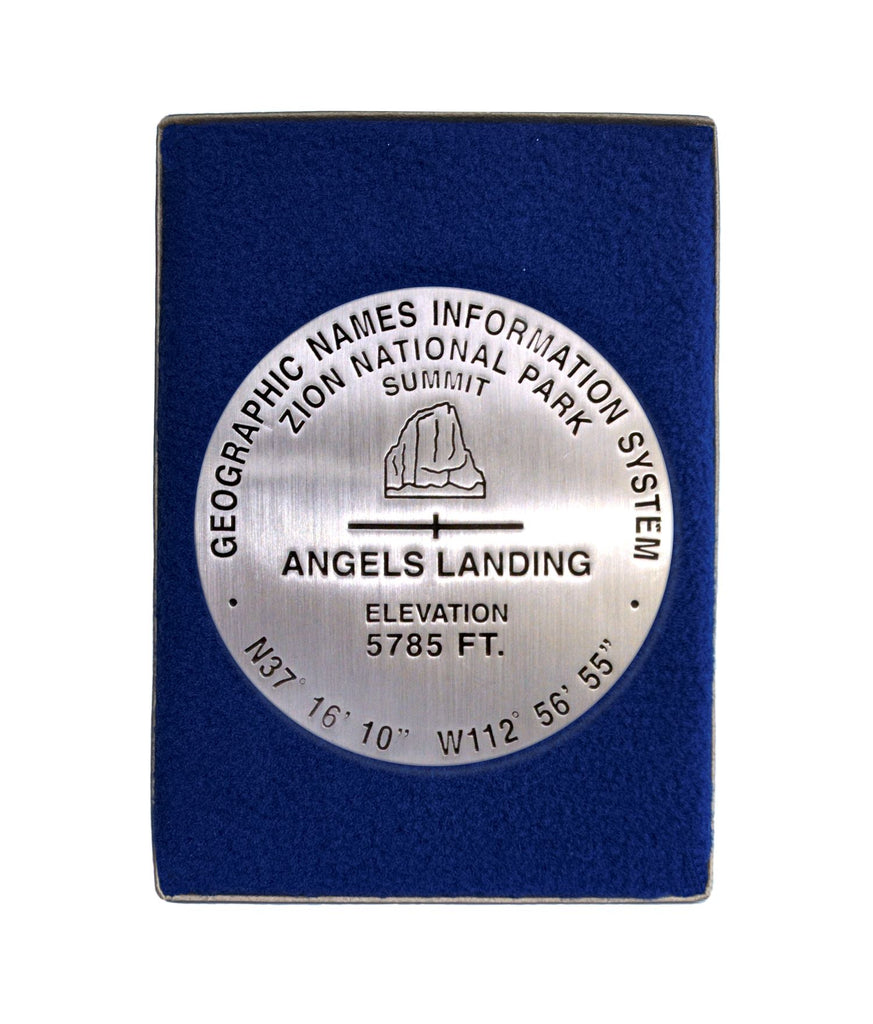 GEOGRAPHIC NAMES INFORMATION SYSTEM
ZION NATIONAL PARK
SUMMIT
ANGELS LANDING
ELEVATION
5785 FT.
N37° 16' 10” W112° 56' 55”